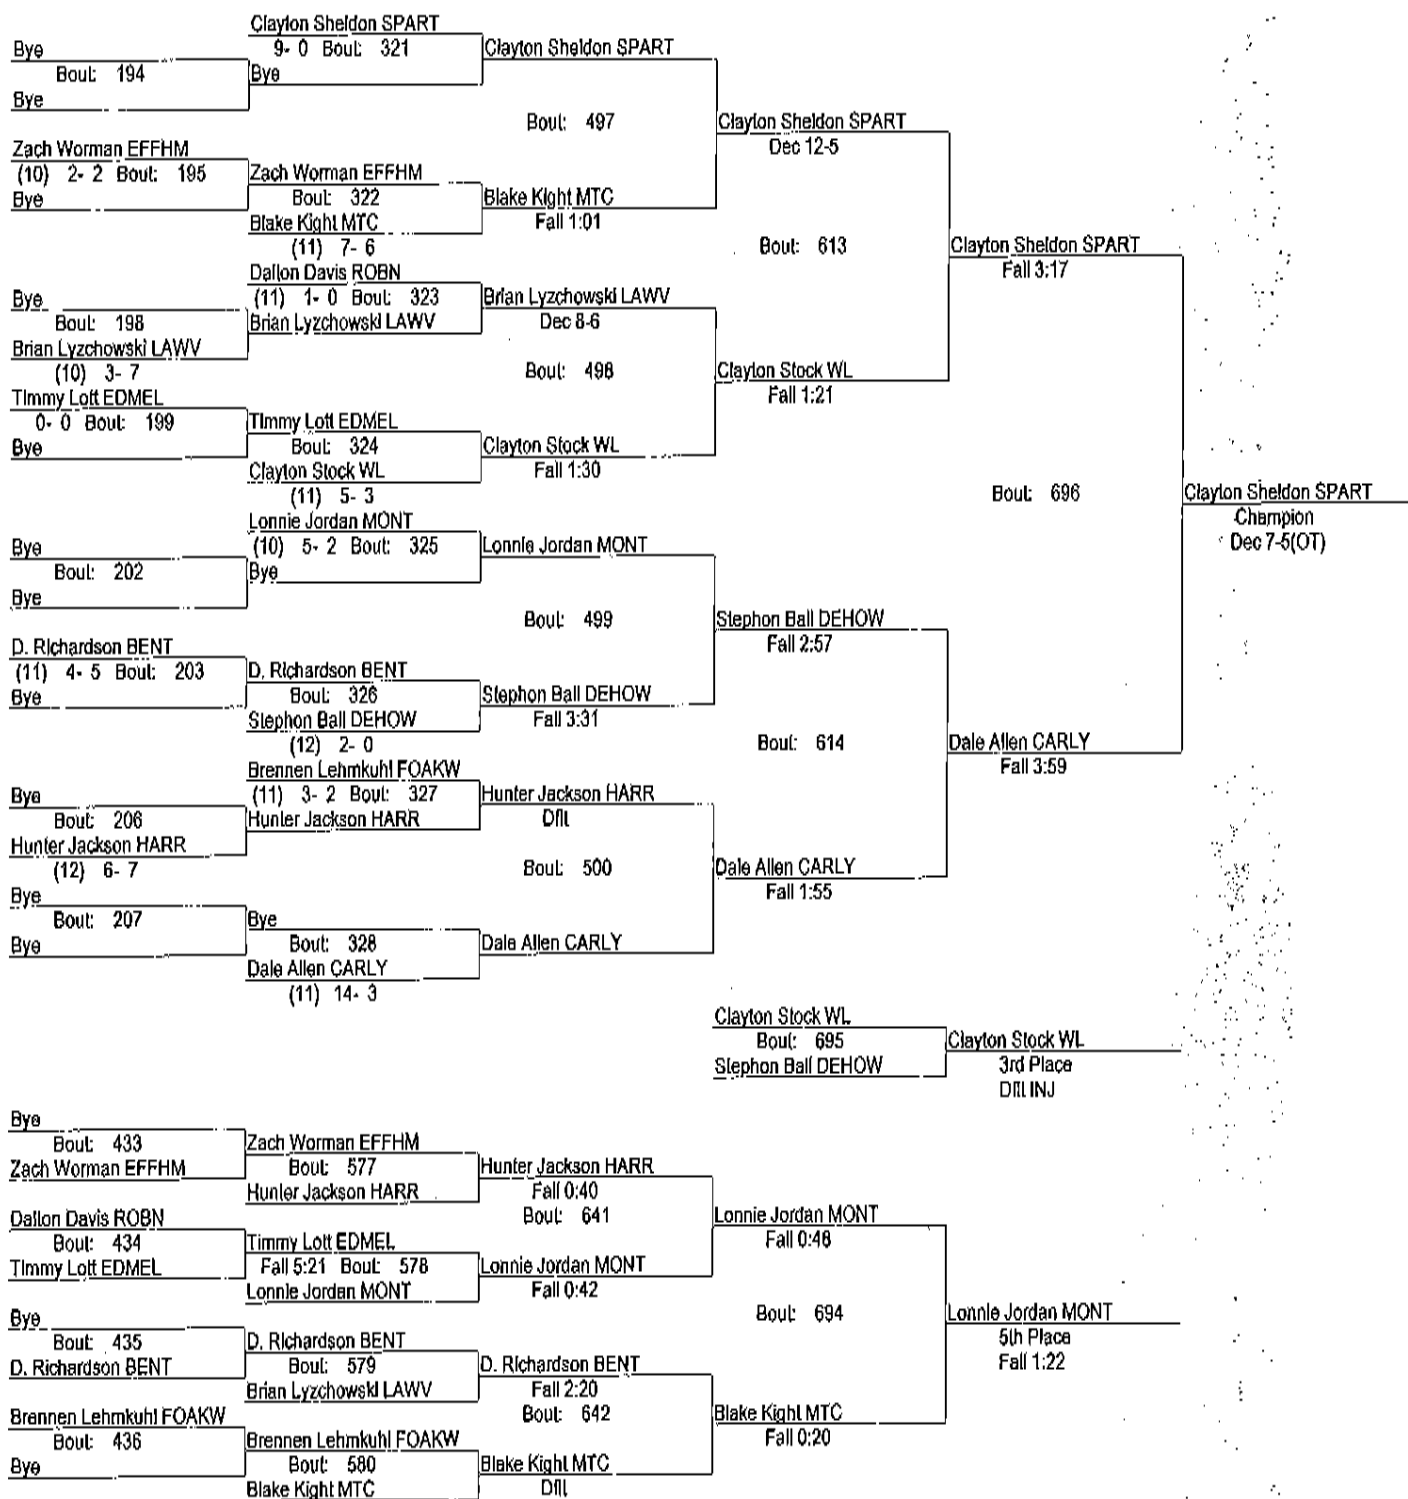 Clayton Sheldon SPART
9- 0 Bout: 321
Bye
Bout: 194
Bye
Bye
Clayton Sheldon SPART
Bout: 497
Zach Worman EFFHM
(10) 2- 2 Bout: 195
Bye
Zach Worman EFFHM
Bout: 322
Blake Kight MTC
(11) 7- 6
Blake Kight MTC
Fall 1:01
Clayton Sheldon SPART
Dec 12-5
Bout: 613
Dallon Davis ROBN
(11) 1- 0 Bout: 323
Brian Lyzchowski LAWV
Bye
Bout: 198
Brian Lyzchowski LAWV
(10) 3- 7
Brian Lyzchowski LAWV
Dec 8-6
Bout: 498
Timmy Lott EDMEL
0- 0 Bout: 199
Bye
Timmy Lott EDMEL
Bout: 324
Clayton Stock WL
(11) 5- 3
Clayton Stock WL
Fall 1:30
Clayton Stock WL
Fall 1:21
Clayton Sheldon SPART
Fall 3:17
Bout: 696
Clayton Sheldon SPART
Champion
Dec 7-5(OT)
Lonnie Jordan MONT
(10) 5- 2 Bout: 325
Bye
Bye
Bout: 202
Bye
Lonnie Jordan MONT
Bout: 499
D. Richardson BENT
(11) 4- 5 Bout: 203
Bye
D. Richardson BENT
Bout: 326
Stephon Ball DEHOW
(12) 2- 0
Stephon Ball DEHOW
Fall 3:31
Stephon Ball DEHOW
Fall 2:57
Bout: 614
Dale Allen CARLY
Fall 3:59
Brennen Lehmkuhl FOAKW
(11) 3- 2 Bout: 327
Hunter Jackson HARR
Bye
Bout: 206
Hunter Jackson HARR
(12) 6- 7
Hunter Jackson HARR
Dflt
Bout: 500
Bye
Bout: 207
Bye
Bye
Bout: 328
Dale Allen CARLY
(11) 14- 3
Dale Allen CARLY
Dale Allen CARLY
Fall 1:55
Clayton Stock WL
Bout: 695
Stephon Ball DEHOW
Clayton Stock WL
3rd Place
Dflt INJ
Bye
Bout: 433
Zach Worman EFFHM
Zach Worman EFFHM
Bout: 577
Hunter Jackson HARR
Hunter Jackson HARR
Fall 0:40
Bout: 641
Dallon Davis ROBN
Bout: 434
Timmy Lott EDMEL
Timmy Lott EDMEL
Fall 5:21 Bout: 578
Lonnie Jordan MONT
Lonnie Jordan MONT
Fall 0:42
Lonnie Jordan MONT
Fall 0:48
Bout: 694
Lonnie Jordan MONT
5th Place
Fall 1:22
Bye
Bout: 435
D. Richardson BENT
D. Richardson BENT
Bout: 579
Brian Lyzchowski LAWV
D. Richardson BENT
Fall 2:20
Bout: 642
Brennen Lehmkuhl FOAKW
Bout: 436
Bye
Brennen Lehmkuhl FOAKW
Bout: 580
Blake Kight MTC
Blake Kight MTC
Dflt
Blake Kight MTC
Fall 0:20